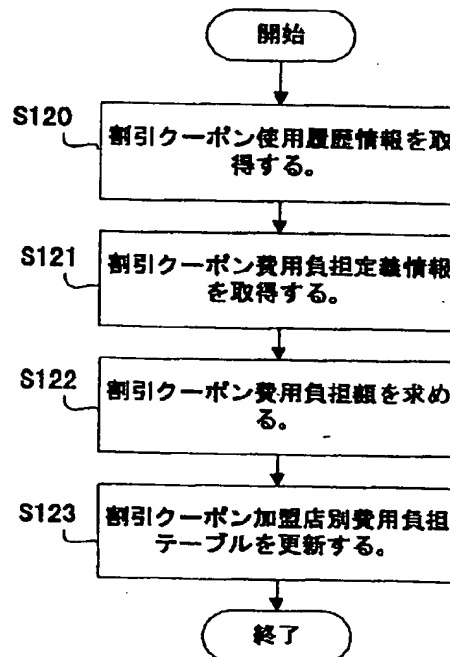 開始
S120
割引クーポン使用履歴情報を取
得する。
S121
割引クーポン費用負担定義情報
を取得する。
S122
割引クーポン費用負担額を求め
る。
S123
割引クーポン加盟店別費用負担
テーブルを更新する。
終了